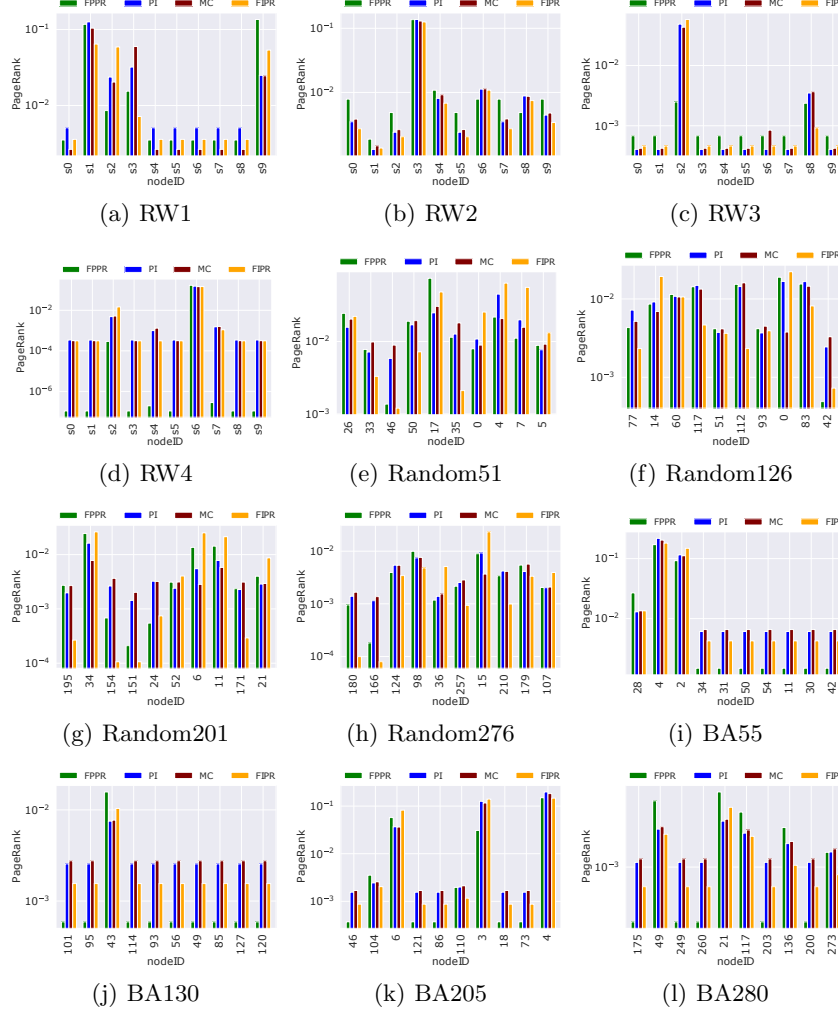 FPPR PI MC FIPR
FPPR PI MC FIPR
FPPR PI MC FIPR
PageRank
10⁻¹
10⁻²
s0 s1 s2 s3 s4 s5 s6 s7 s8 s9
nodeID
PageRank
10⁻¹
10⁻²
s0 s1 s2 s3 s4 s5 s6 s7 s8 s9
nodeID
PageRank
10⁻²
10⁻³
s0 s1 s2 s3 s4 s5 s6 s7 s8 s9
nodeID
(a) RW1
(b) RW2
(c) RW3
FPPR PI MC FIPR
FPPR PI MC FIPR
FPPR PI MC FIPR
PageRank
10⁻²
10⁻⁴
10⁻⁶
s0 s1 s2 s3 s4 s5 s6 s7 s8 s9
nodeID
PageRank
10⁻²
10⁻³
26 33 46 50 17 35 0 4 7 5
nodeID
PageRank
10⁻²
10⁻³
77 14 60 117 51 112 93 0 83 42
nodeID
(d) RW4
(e) Random51
(f) Random126
FPPR PI MC FIPR
FPPR PI MC FIPR
FPPR PI MC FIPR
PageRank
10⁻²
10⁻³
10⁻⁴
195 34 154 151 24 52 6 11 171 21
nodeID
PageRank
10⁻²
10⁻³
10⁻⁴
180 166 124 98 36 257 15 210 179 107
nodeID
PageRank
10⁻¹
10⁻²
28 4 2 34 31 50 54 11 30 42
nodeID
(g) Random201
(h) Random276
(i) BA55
FPPR PI MC FIPR
FPPR PI MC FIPR
FPPR PI MC FIPR
PageRank
10⁻²
10⁻³
101 95 43 114 93 56 49 85 127 120
nodeID
PageRank
10⁻¹
10⁻²
10⁻³
46 104 6 121 86 110 3 18 73 4
nodeID
PageRank
10⁻³
175 49 249 260 21 117 203 136 200 273
nodeID
(j) BA130
(k) BA205
(l) BA280